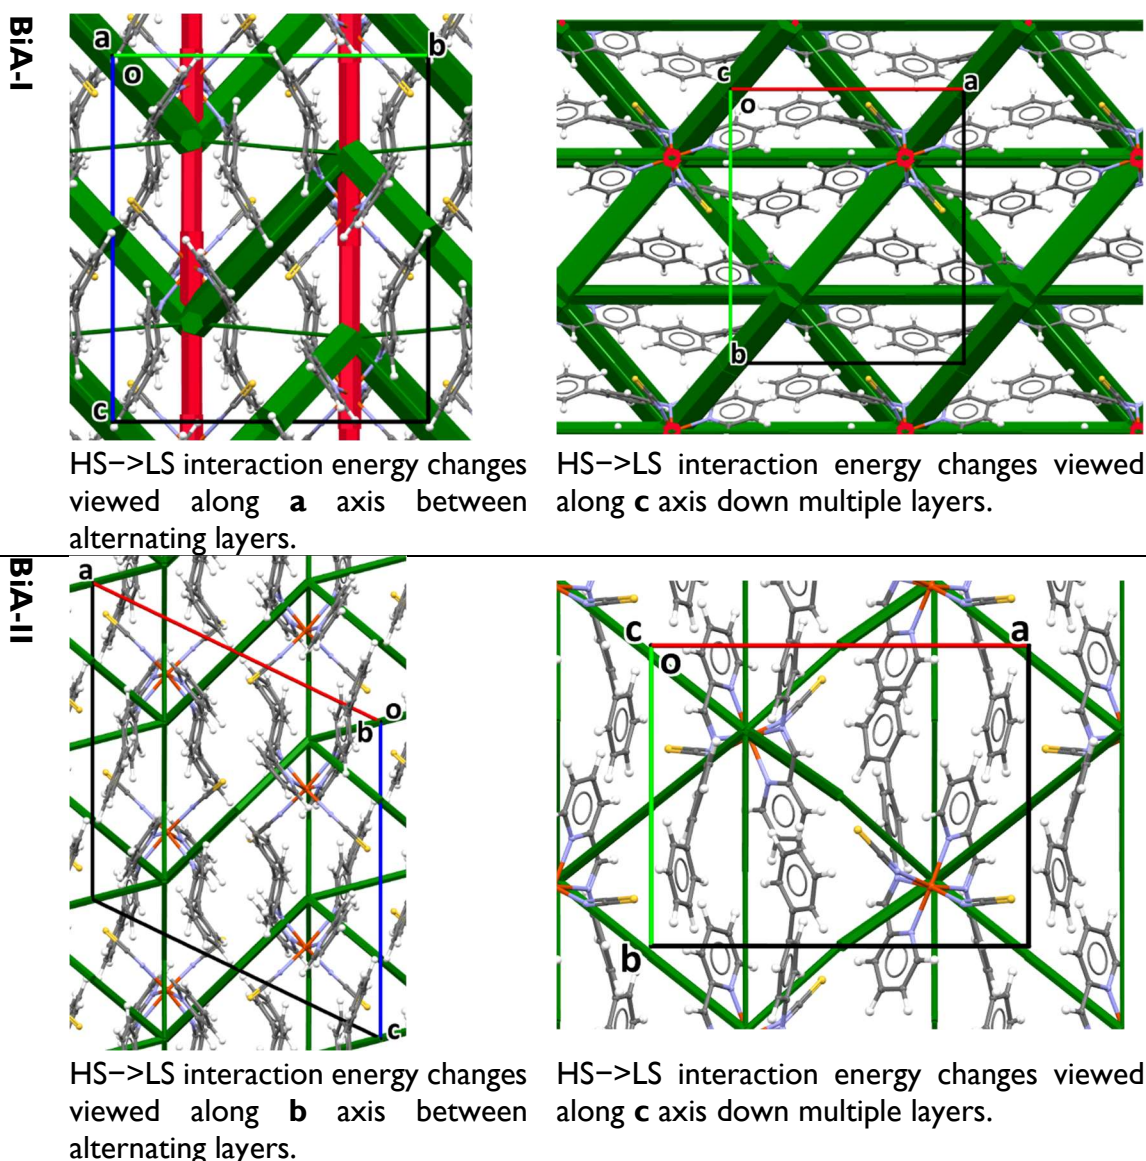 BiA-I
a
b
o
c
c
a
o
b
HS−>LS interaction energy changes
viewed along a axis between
alternating layers.
HS−>LS interaction energy changes viewed
along c axis down multiple layers.
BiA-II
a
o
b
c
c
a
o
b
HS−>LS interaction energy changes
viewed along b axis between
alternating layers.
HS−>LS interaction energy changes viewed
along c axis down multiple layers.